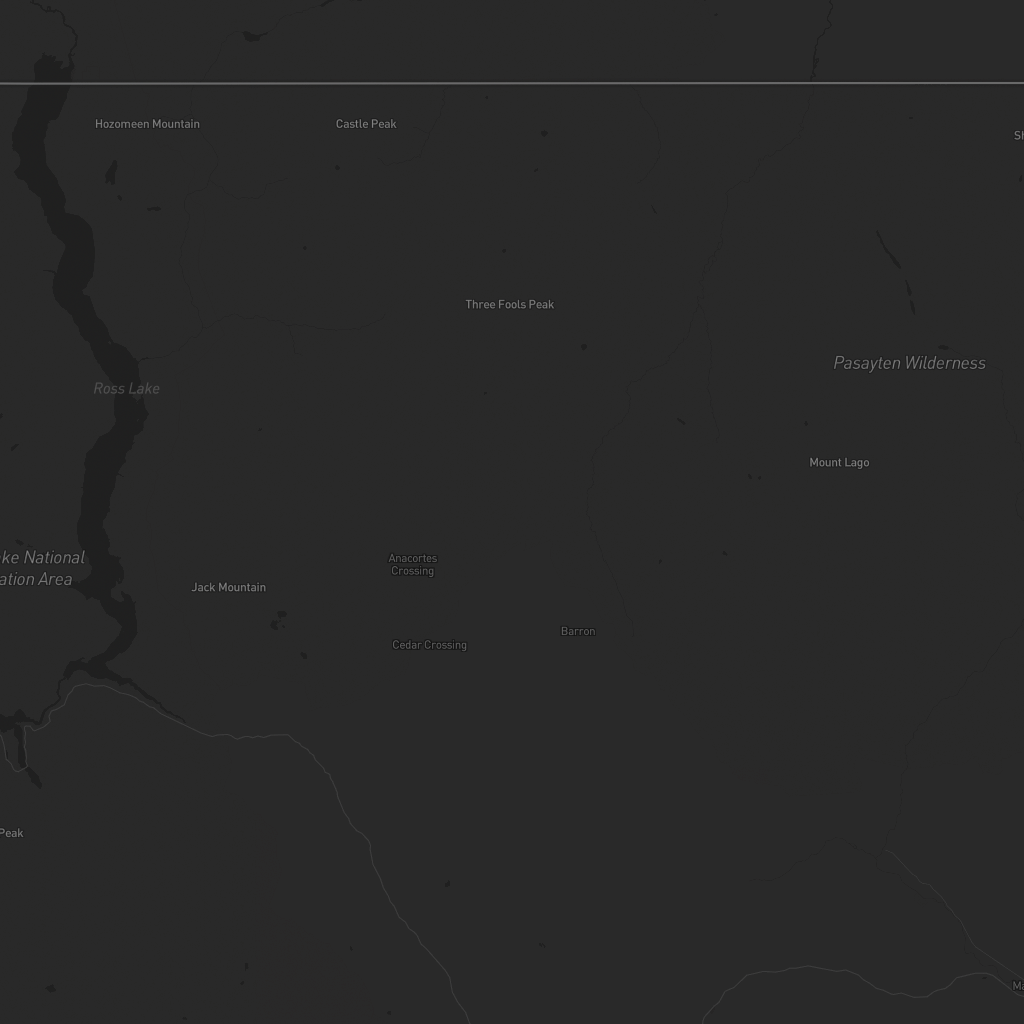 Hozomeen Mountain
Castle Peak
Sh
Three Fools Peak
Pasayten Wilderness
Ross Lake
Mount Lago
ke National
ation Area
Anacortes
Crossing
Jack Mountain
Barron
Cedar Crossing
Peak
Ma